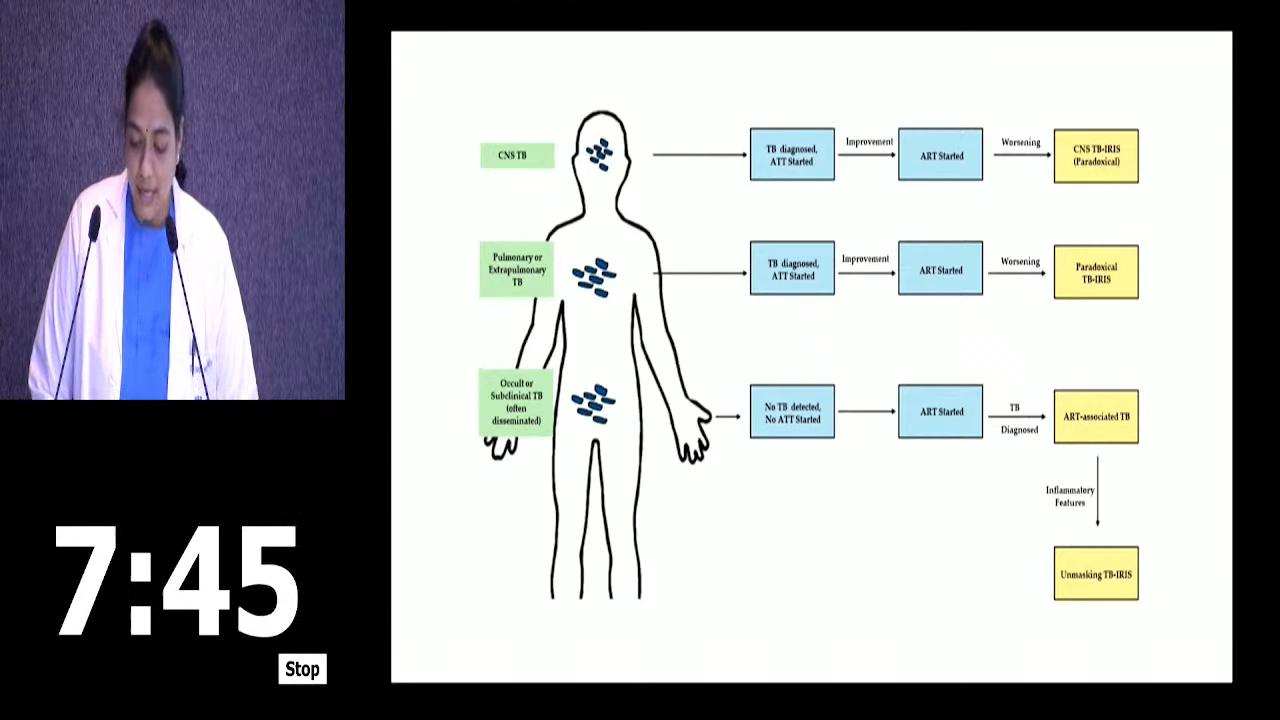 CNS TB
TB diagnosed,
ATT Started
Improvement
ART Started
Worsening
CNS TB-IRIS
(Paradoxical)
Pulmonary or
Extrapulmonary
TB
TB diagnosed,
ATT Started
Improvement
ART Started
Worsening
Paradoxical
TB-IRIS
Occult or
Subclinical TB
(often
disseminated)
No TB detected,
No ATT Started
ART Started
TB
Diagnosed
ART-associated TB
Inflammatory
Features
Unmasking TB-IRIS
7:45
Stop